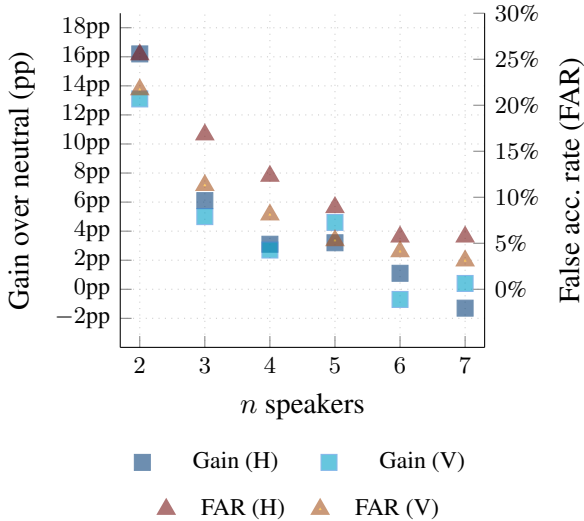 Gain over neutral (pp)
18pp
16pp
14pp
12pp
10pp
8pp
6pp
4pp
2pp
0pp
−2pp
30%
25%
20%
15%
10%
5%
0%
False acc. rate (FAR)
2 3 4 5 6 7
n speakers
Gain (H) Gain (V)
FAR (H) FAR (V)